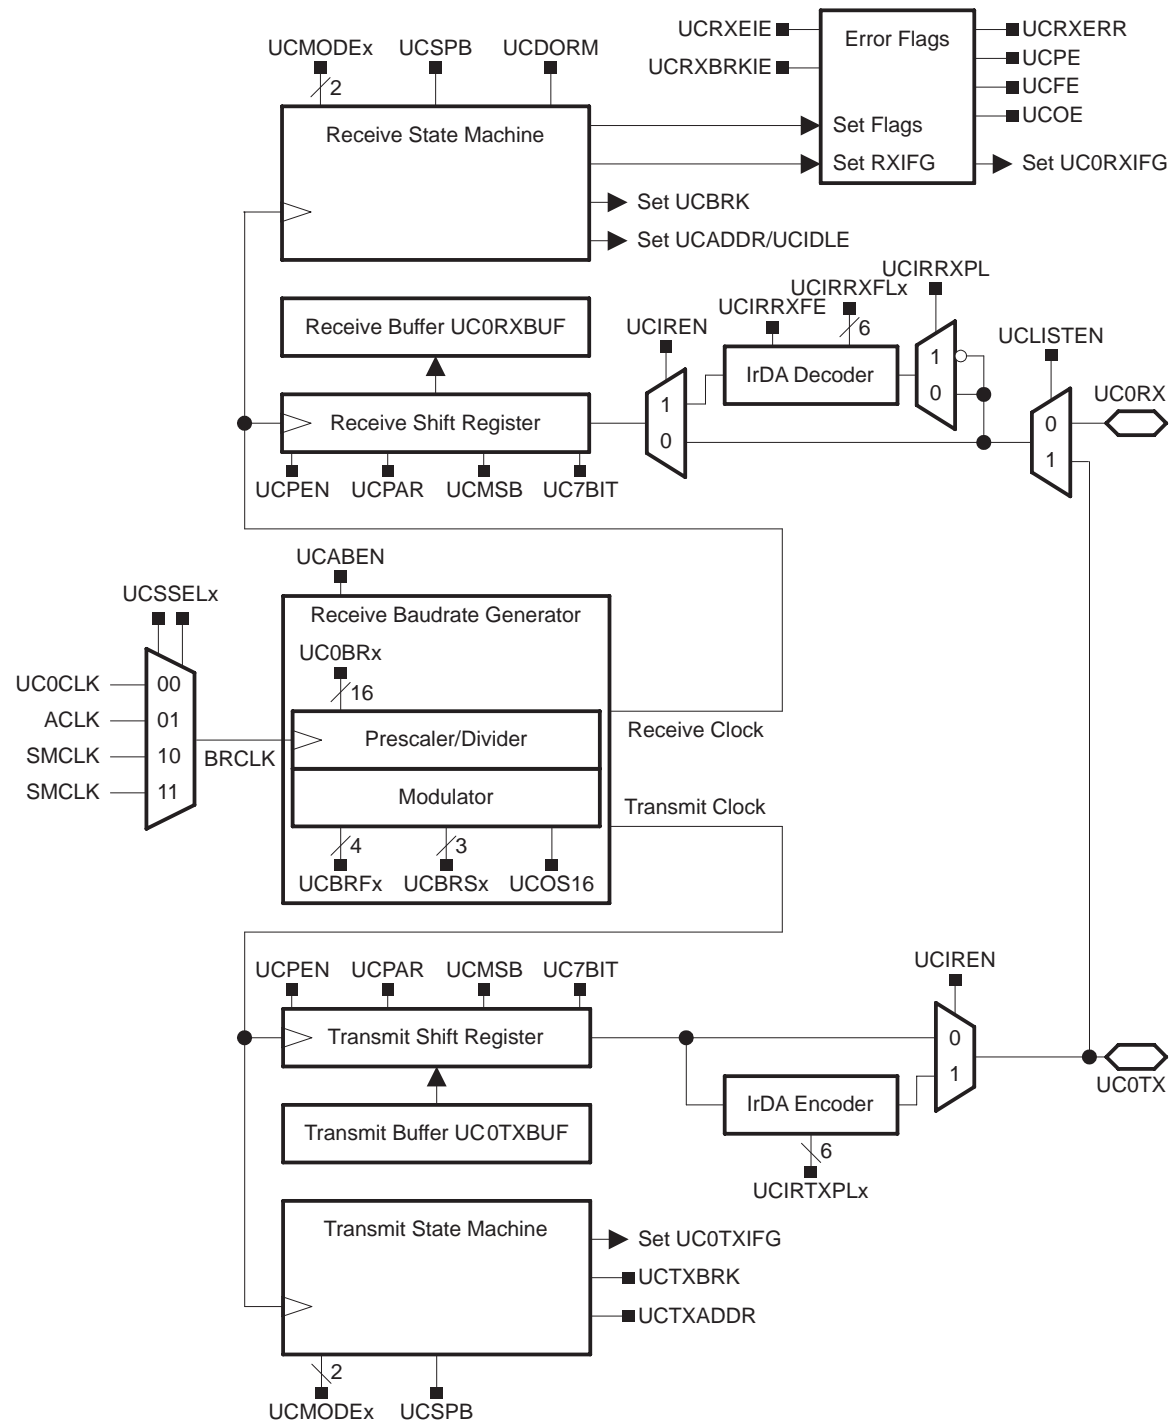 UCRXEIE
Error Flags
UCRXERR
UCMODEx
UCSPB
UCDORM
UCRXBRKIE
UCPE
2
UCFE
UCOE
Receive State Machine
Set Flags
Set RXIFG
Set UC0RXIFG
Set UCBRK
Set UCADDR/UCIDLE
UCIRRXPL
UCIRRXFLx
UCIRRXFE
Receive Buffer UC0RXBUF
UCIREN
6
UCLISTEN
1
IrDA Decoder
0
UC0RX
1
0
Receive Shift Register
0
1
UCPEN
UCPAR
UCMSB
UC7BIT
UCABEN
UCSSELx
Receive Baudrate Generator
UC0BRx
UC0CLK
00
16
ACLK
01
Receive Clock
Prescaler/Divider
SMCLK
10
BRCLK
SMCLK
11
Modulator
Transmit Clock
4
3
UCBRFx
UCBRSx
UCOS16
UCPEN
UCPAR
UCMSB
UC7BIT
UCIREN
Transmit Shift Register
0
1
UC0TX
IrDA Encoder
Transmit Buffer UC0TXBUF
6
UCIRTXPLx
Transmit State Machine
Set UC0TXIFG
UCTXBRK
UCTXADDR
2
UCMODEx
UCSPB